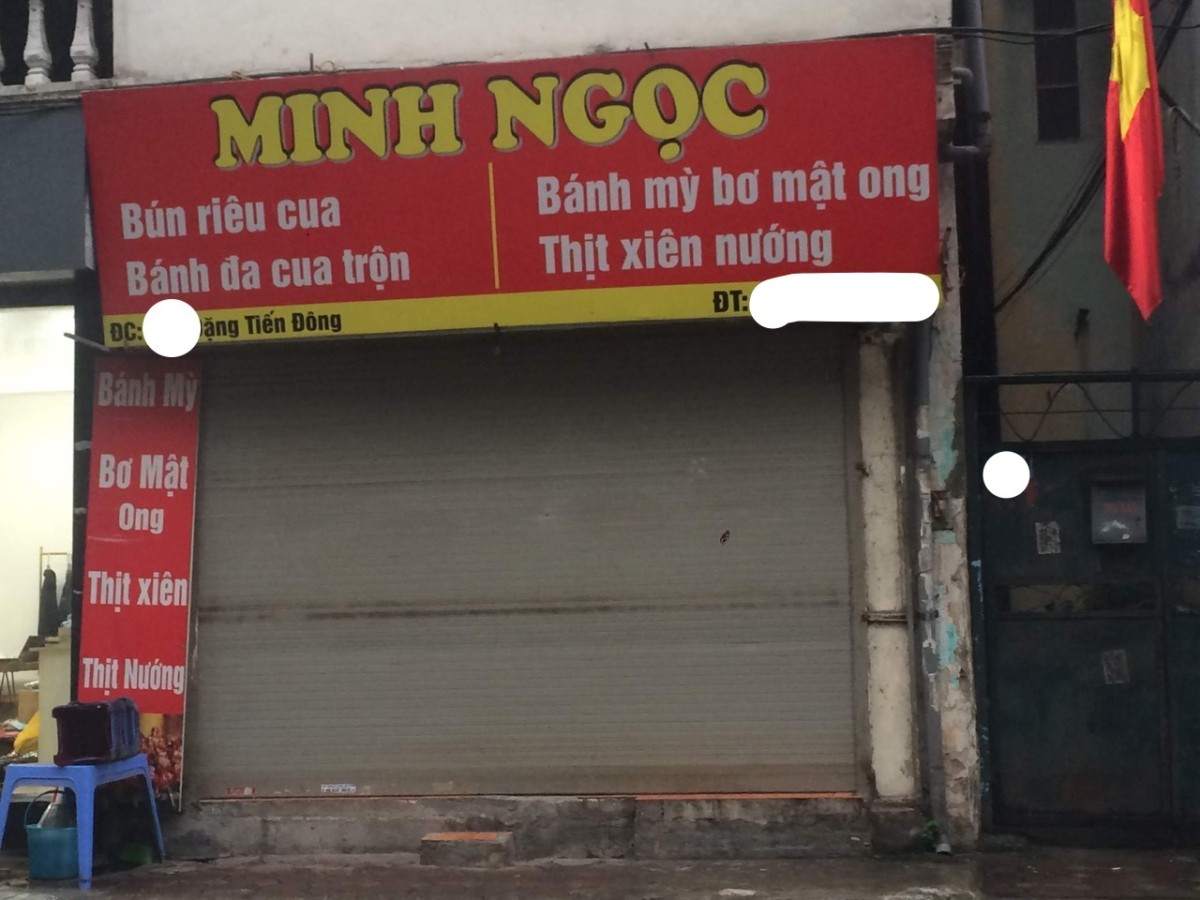 MINH NGỌC
Bún riêu cua
Bánh đa cua trộn
Bánh mỳ bơ mật ong
Thịt xiên nướng
ĐC: Tiến Đông
ĐT:
Bánh Mỳ
Bơ Mật
Ong
Thịt xiên
Thịt Nướng